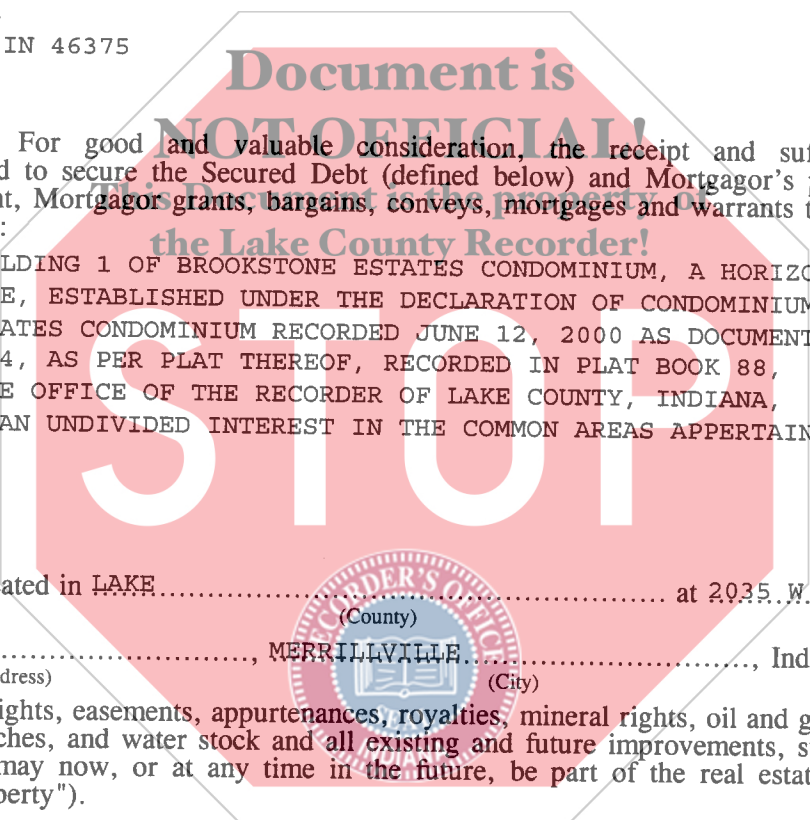 IN 46375
Document is
NOT OFFICIAL!
For good and valuable consideration, the receipt and suf
d to secure the Secured Debt (defined below) and Mortgagor's
This Document is the property of
nt, Mortgagor grants, bargains, conveys, mortgages and warrants t
:
the Lake County Recorder!
LDING 1 OF BROOKSTONE ESTATES CONDOMINIUM, A HORIZO
E, ESTABLISHED UNDER THE DECLARATION OF CONDOMINIUM
ATES CONDOMINIUM RECORDED JUNE 12, 2000 AS DOCUMENT
4, AS PER PLAT THEREOF, RECORDED IN PLAT BOOK 88,
E OFFICE OF THE RECORDER OF LAKE COUNTY, INDIANA,
AN UNDIVIDED INTEREST IN THE COMMON AREAS APPERTAIN
STOP
ated in LAKE.................................................................. at 2035 W.
(County)
..................................., MERRILLVILLE......................................., Ind
dress) (City)
RECORDER'S OFFICE
SEAL
INDIANA
ights, easements, appurtenances, royalties, mineral rights, oil and g
ches, and water stock and all existing and future improvements, s
may now, or at any time in the future, be part of the real estat
perty").